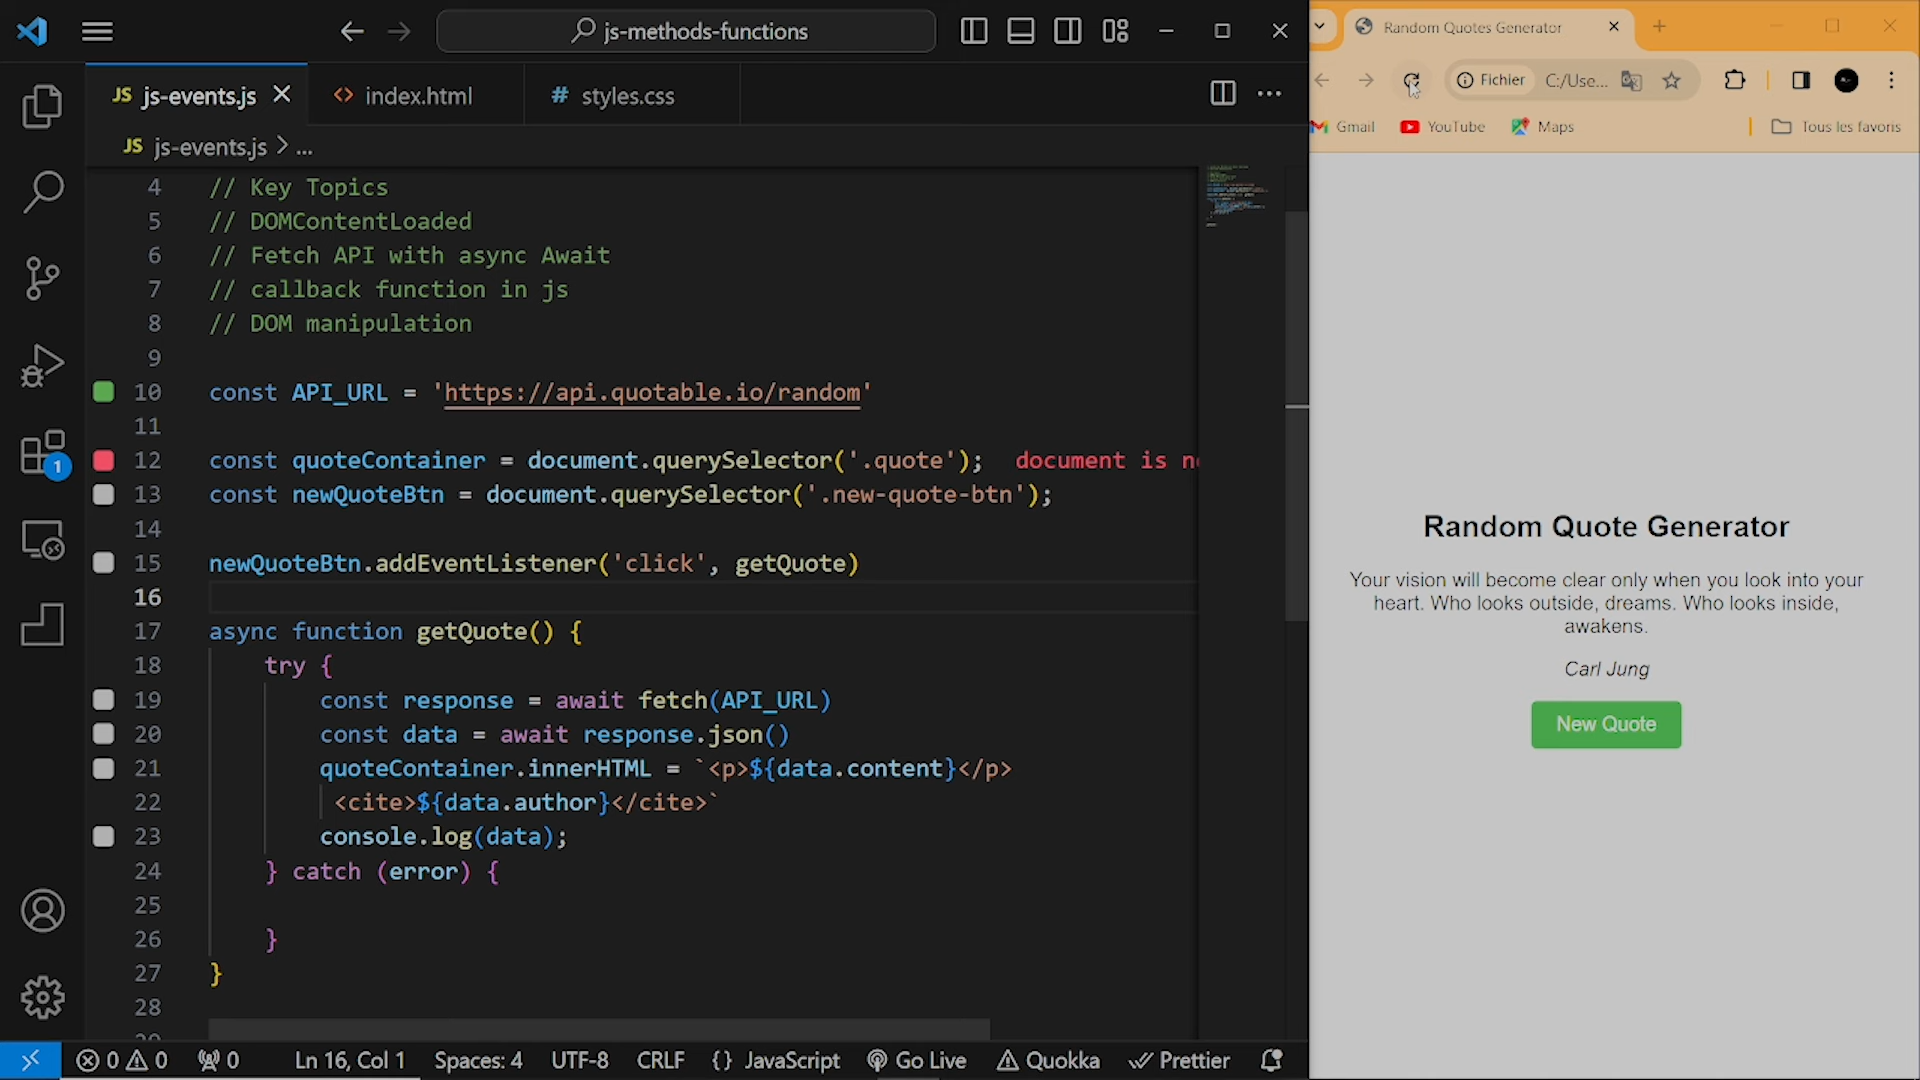 js-methods-functions
JS js-events.js
<> index.html
# styles.css
JS js-events.js > ...
4 // Key Topics
5 // DOMContentLoaded
6 // Fetch API with async Await
7 // callback function in js
8 // DOM manipulation
9
10 const API_URL = 'https://api.quotable.io/random'
11
12 const quoteContainer = document.querySelector('.quote'); document is n
13 const newQuoteBtn = document.querySelector('.new-quote-btn');
14
15 newQuoteBtn.addEventListener('click', getQuote)
16
17 async function getQuote() {
18 try {
19 const response = await fetch(API_URL)
20 const data = await response.json()
21 quoteContainer.innerHTML = `<p>${data.content}</p>
22 <cite>${data.author}</cite>`
23 console.log(data);
24 } catch (error) {
25
26 }
27 }
28
1
0 0 0 Ln 16, Col 1 Spaces: 4 UTF-8 CRLF {} JavaScript Go Live Quokka Prettier
Random Quotes Generator
Fichier C:/Use...
Gmail YouTube Maps Tous les favoris
Random Quote Generator
Your vision will become clear only when you look into your
heart. Who looks outside, dreams. Who looks inside,
awakens.
Carl Jung
New Quote